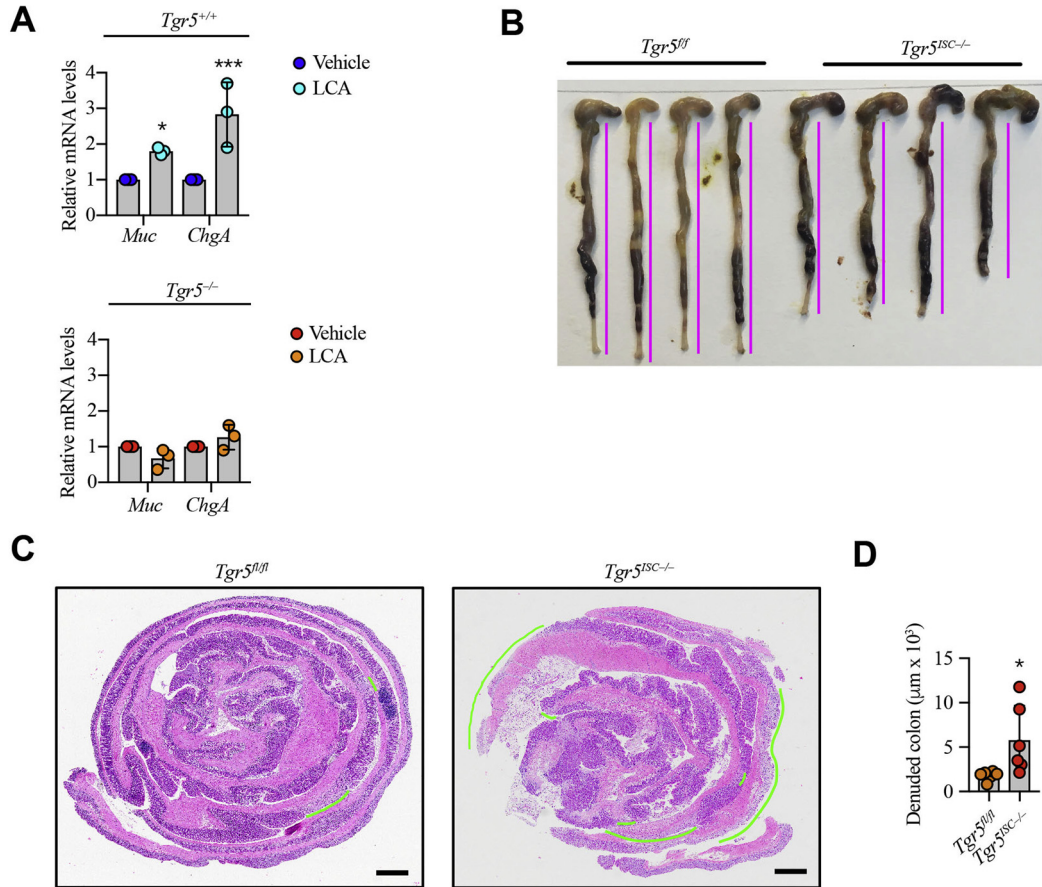 A
Tgr5+/+
Vehicle
LCA
Relative mRNA levels
4
3
2
1
0
*
***
Muc ChgA
Tgr5−/−
Vehicle
LCA
Relative mRNA levels
4
3
2
1
0
Muc ChgA
B
Tgr5f/f Tgr5ISC−/−
C
Tgr5fl/fl Tgr5ISC−/−
D
Denuded colon (μm x 10³)
15
10
5
0
*
Tgr5fl/fl
Tgr5ISC−/−